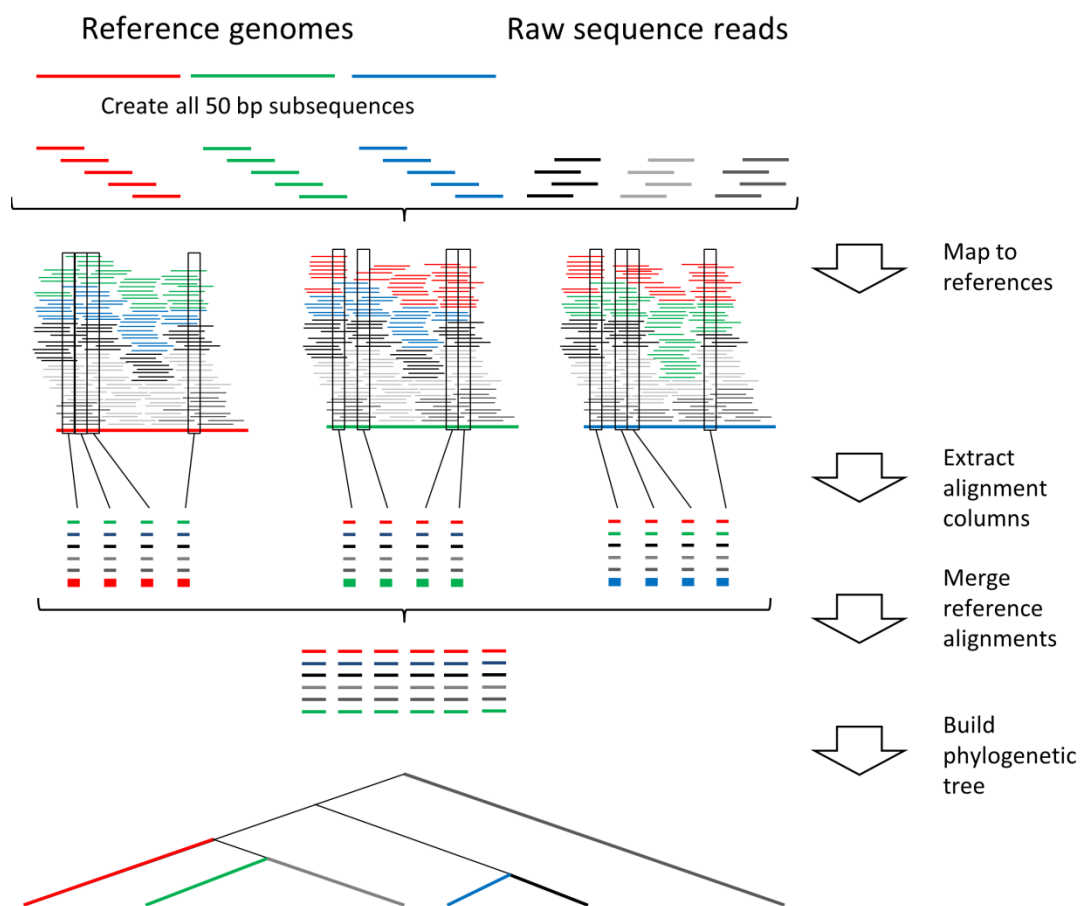 Reference genomes
Raw sequence reads
Create all 50 bp subsequences
Map to
references
Extract
alignment
columns
Merge
reference
alignments
Build
phylogenetic
tree